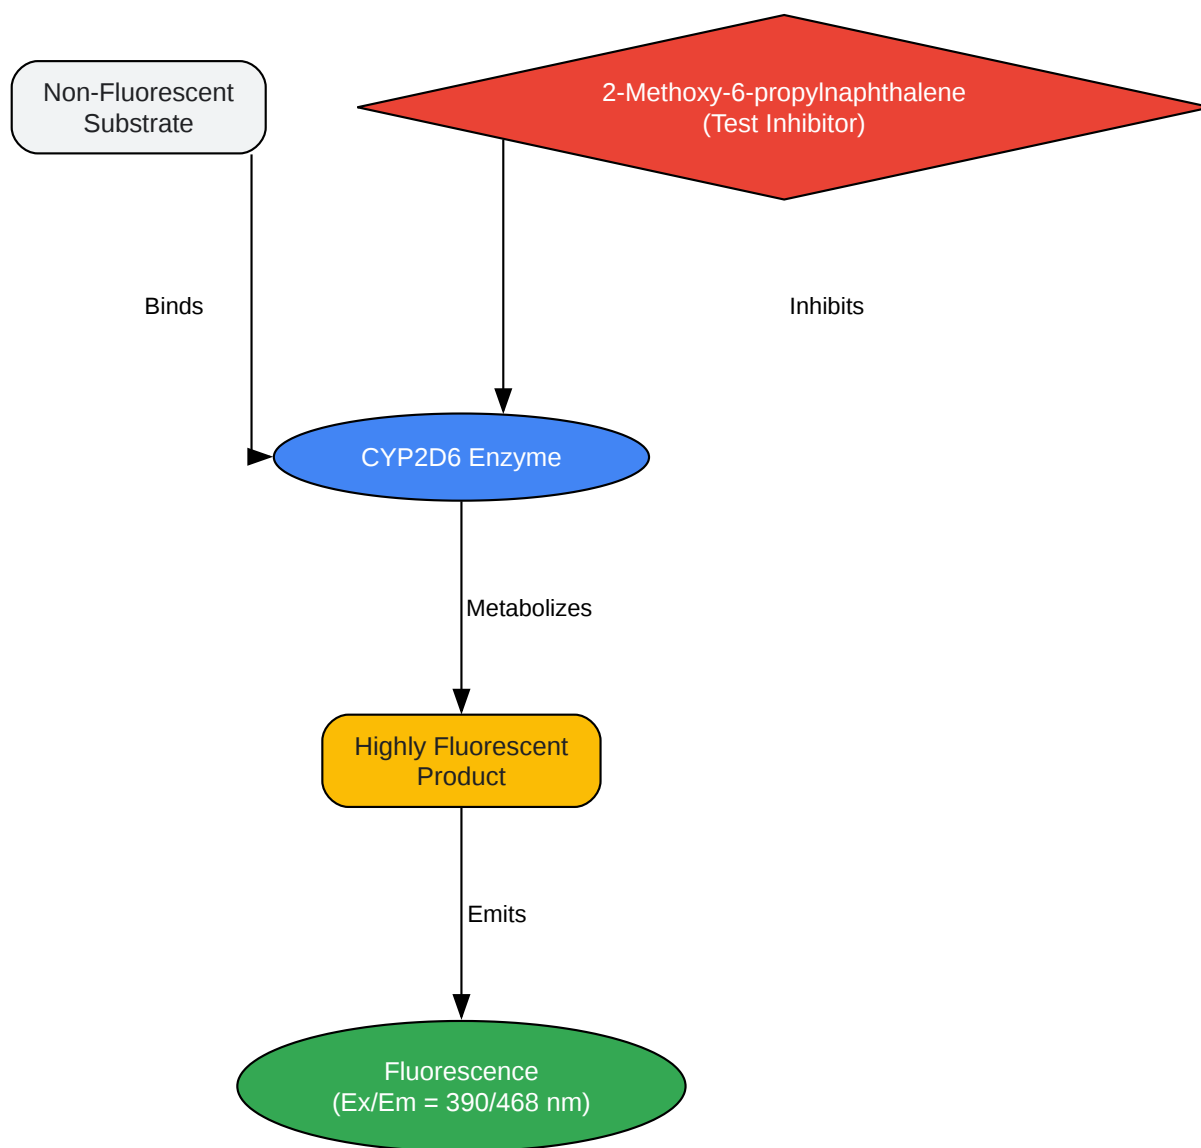 Non-Fluorescent
Substrate
2-Methoxy-6-propylnaphthalene
(Test Inhibitor)
Binds
Inhibits
CYP2D6 Enzyme
Metabolizes
Highly Fluorescent
Product
Emits
Fluorescence
(Ex/Em = 390/468 nm)